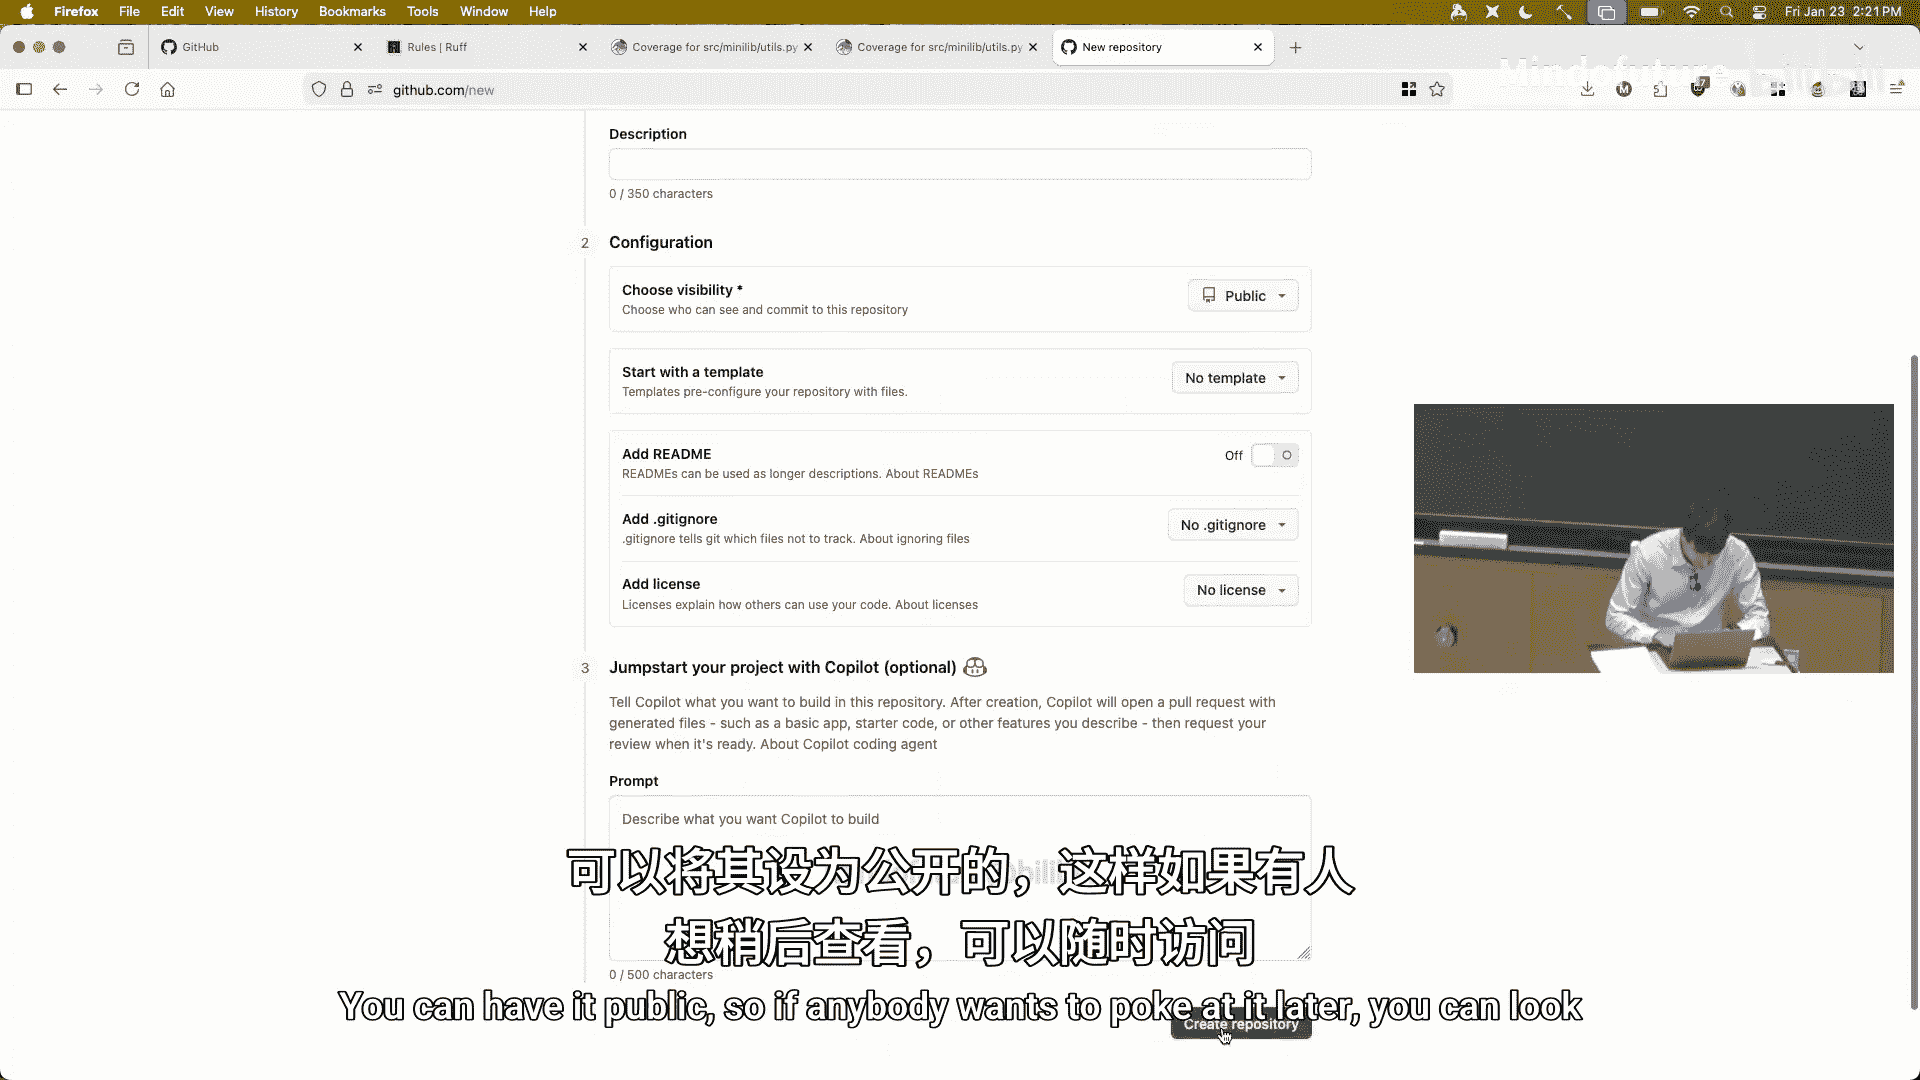 Firefox File Edit View History Bookmarks Tools Window Help Fri Jan 23 2:21 PM
GitHub Rules | Ruff Coverage for src/minilib/utils.py Coverage for src/minilib/utils.py New repository
github.com/new
Description
0 / 350 characters
2 Configuration
Choose visibility *
Choose who can see and commit to this repository
Public
Start with a template
Templates pre-configure your repository with files.
No template
Add README
READMEs can be used as longer descriptions. About READMEs
Off
Add .gitignore
.gitignore tells git which files not to track. About ignoring files
No .gitignore
Add license
Licenses explain how others can use your code. About licenses
No license
3 Jumpstart your project with Copilot (optional)
Tell Copilot what you want to build in this repository. After creation, Copilot will open a pull request with
generated files - such as a basic app, starter code, or other features you describe - then request your
review when it's ready. About Copilot coding agent
Prompt
Describe what you want Copilot to build
可以将其设为公开的，这样如果有人
想稍后查看，可以随时访问
0 / 500 characters
You can have it public, so if anybody wants to poke at it later, you can look
Create repository